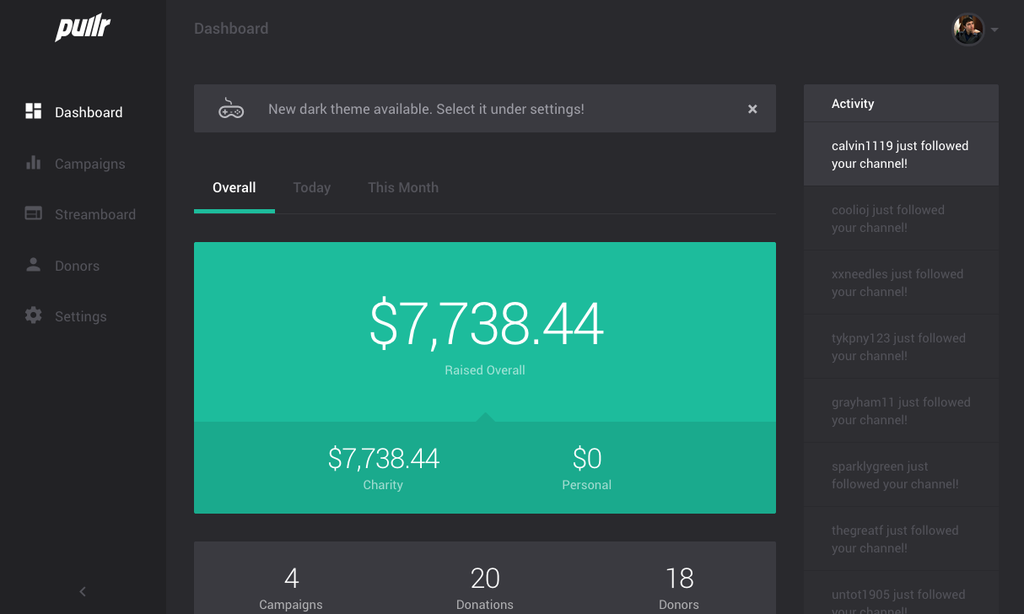 pullr
Dashboard
Dashboard
Campaigns
Streamboard
Donors
Settings
New dark theme available. Select it under settings!
Overall
Today
This Month
$7,738.44
Raised Overall
$7,738.44
Charity
$0
Personal
4
Campaigns
20
Donations
18
Donors
Activity
calvin1119 just followed
your channel!
coolioj just followed
your channel!
xxneedles just followed
your channel!
tykpny123 just followed
your channel!
grayham11 just followed
your channel!
sparklygreen just
followed your channel!
thegreatf just followed
your channel!
untot1905 just followed
your channel!